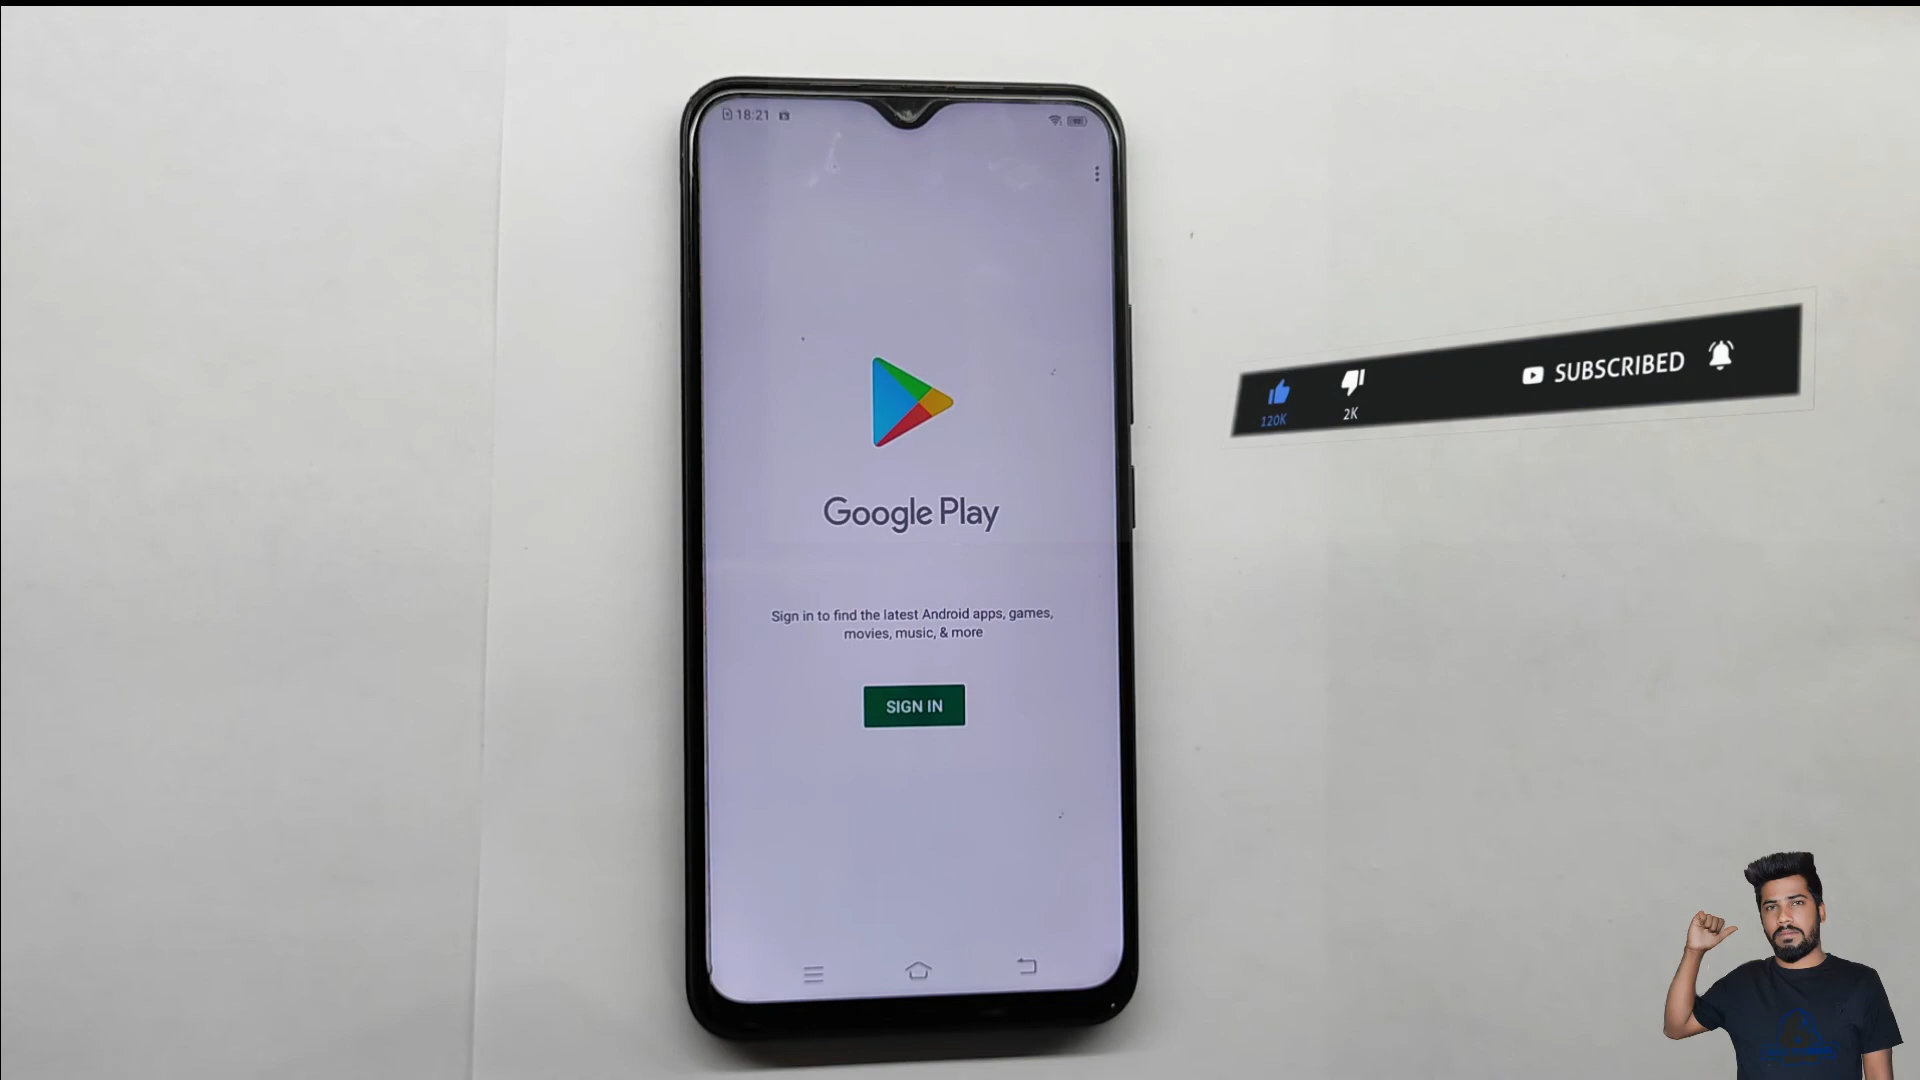 18:21
Google Play
Sign in to find the latest Android apps, games,
movies, music, & more
SIGN IN
120K
2K
SUBSCRIBED